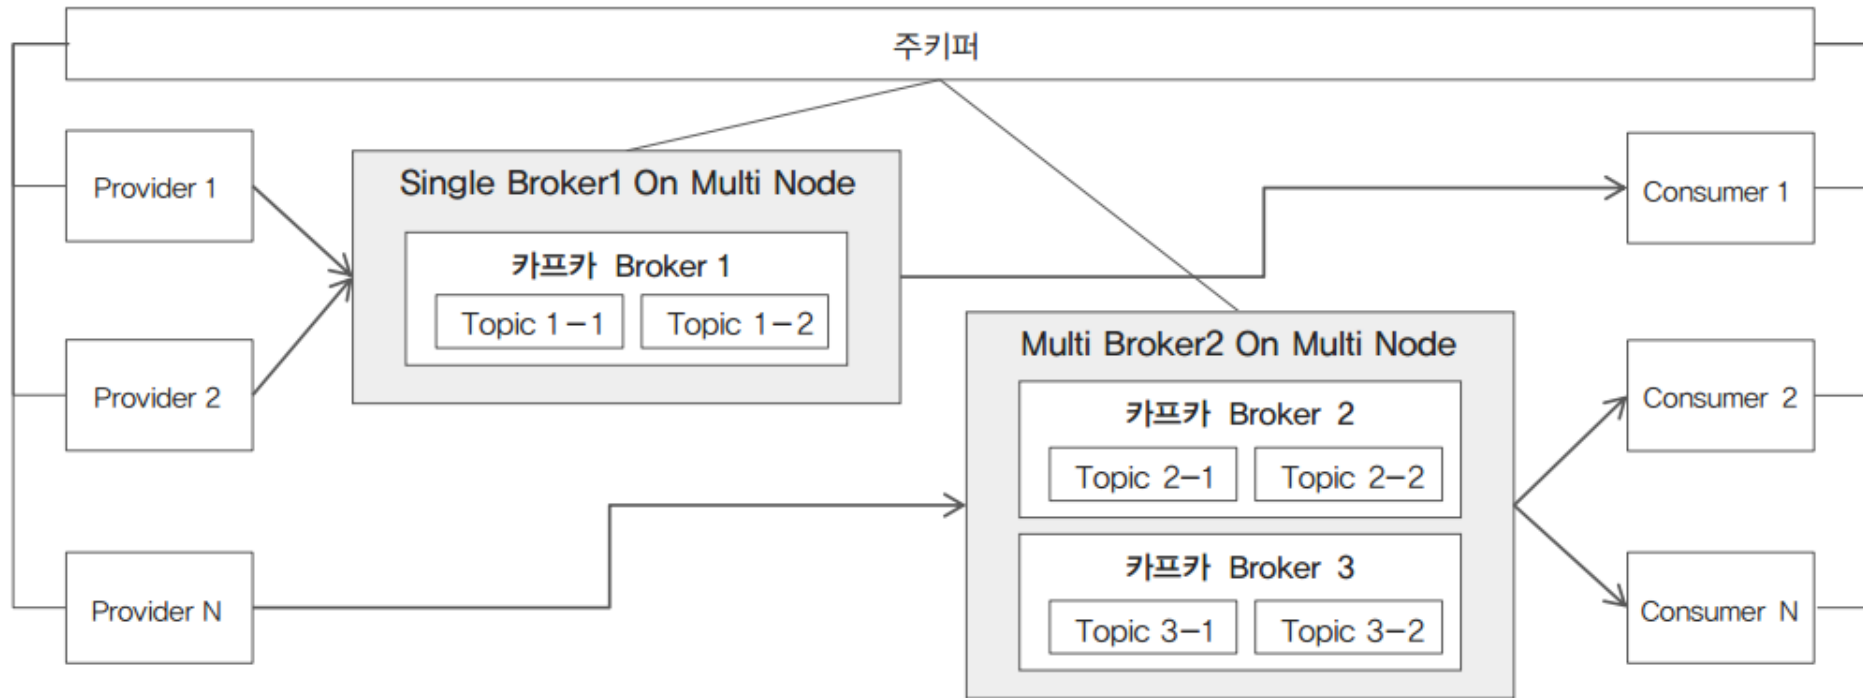 주키퍼
Provider 1
Single Broker1 On Multi Node
카프카 Broker 1
Topic 1-1
Topic 1-2
Consumer 1
Provider 2
Multi Broker2 On Multi Node
카프카 Broker 2
Topic 2-1
Topic 2-2
Consumer 2
카프카 Broker 3
Topic 3-1
Topic 3-2
Provider N
Consumer N